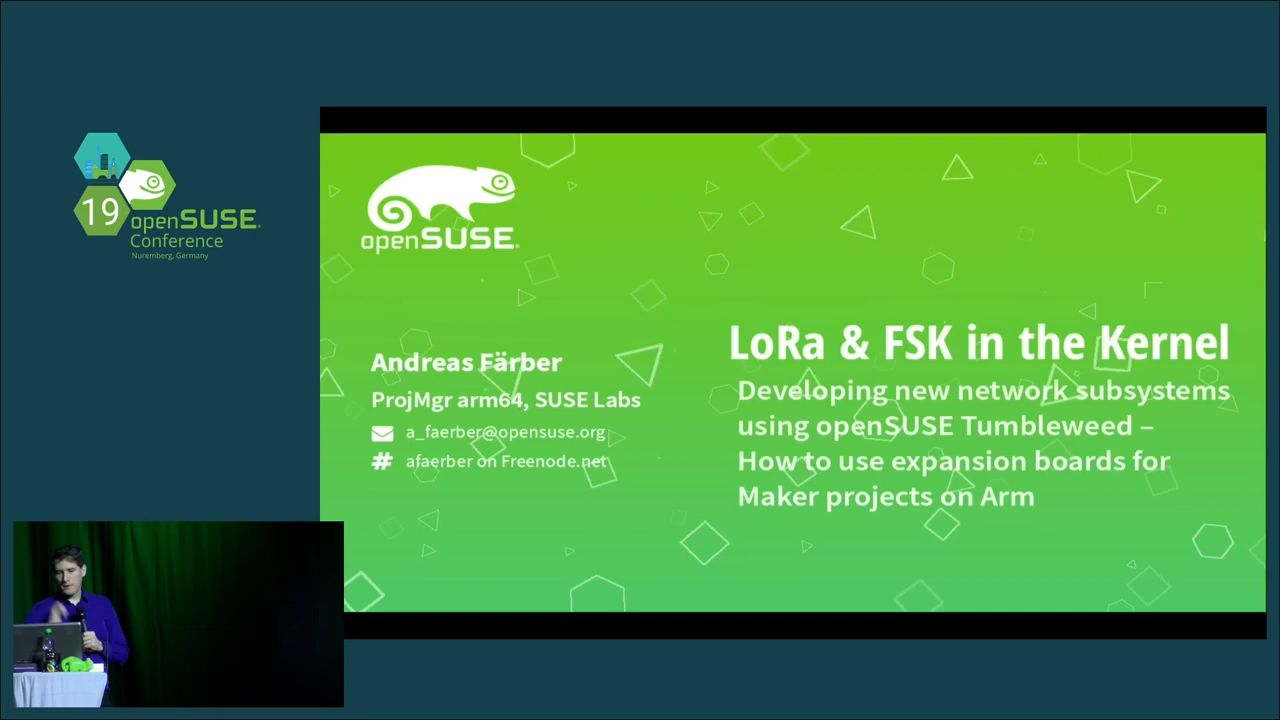 19
openSUSE
Conference
Nuremberg, Germany
openSUSE
Andreas Färber
ProjMgr arm64, SUSE Labs
a_faerber@opensuse.org
# afaerber on Freenode.net
LoRa & FSK in the Kernel
Developing new network subsystems
using openSUSE Tumbleweed –
How to use expansion boards for
Maker projects on Arm